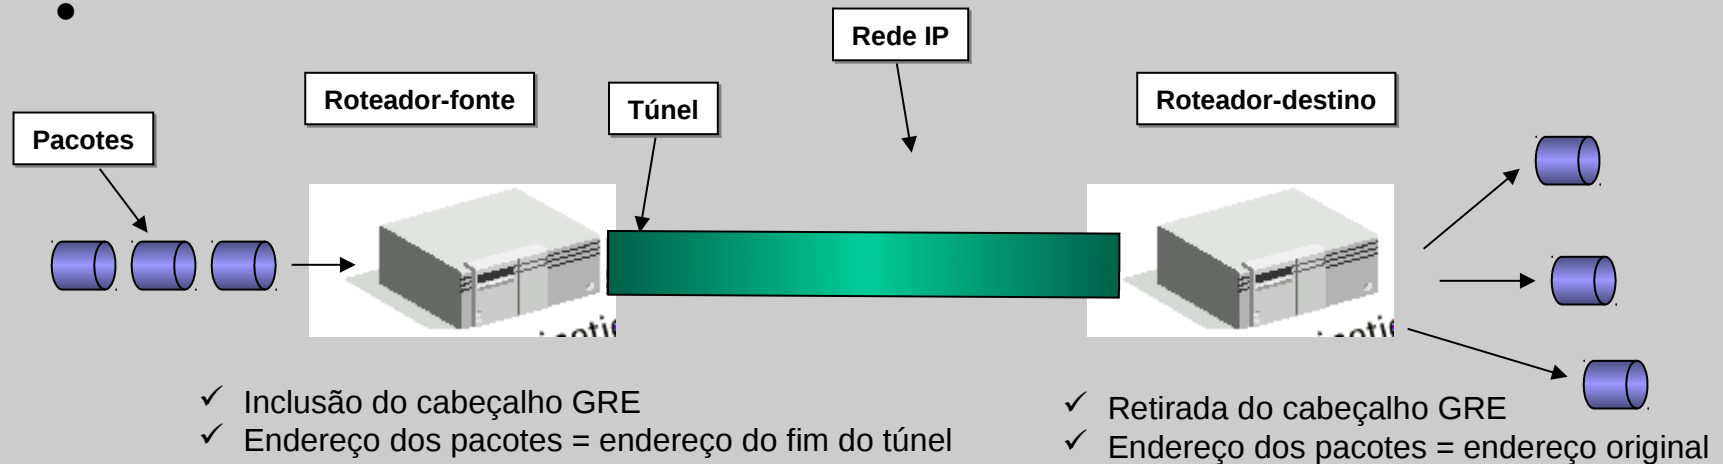 Rede IP
Roteador-fonte
Túnel
Roteador-destino
Pacotes
✓ Inclusão do cabeçalho GRE
✓ Endereço dos pacotes = endereço do fim do túnel
✓ Retirada do cabeçalho GRE
✓ Endereço dos pacotes = endereço original